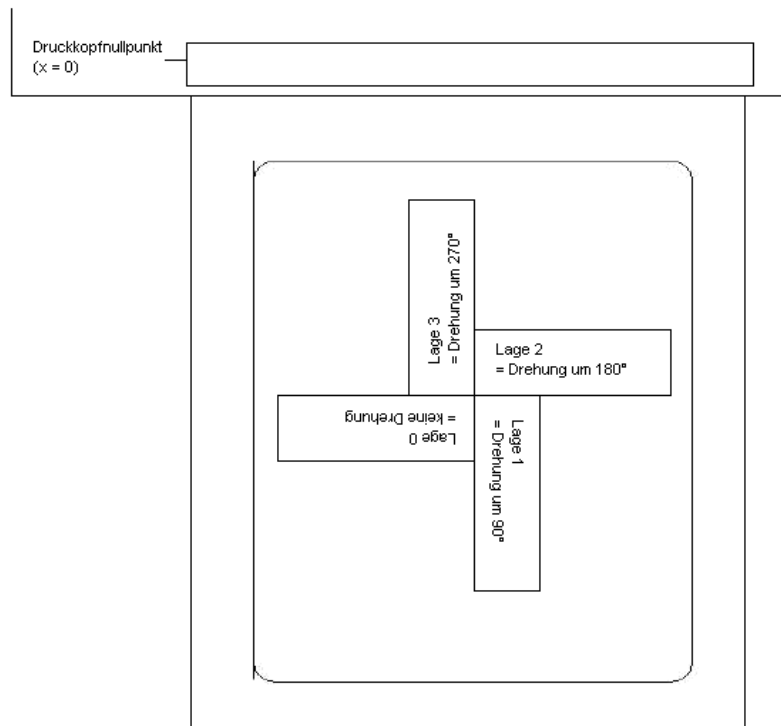 Druckkopfnullpunkt
(x = 0)
Lage 3
= Drehung um 270°
Lage 2
= Drehung um 180°
Lage 0
= keine Drehung
Lage 1
= Drehung um 90°